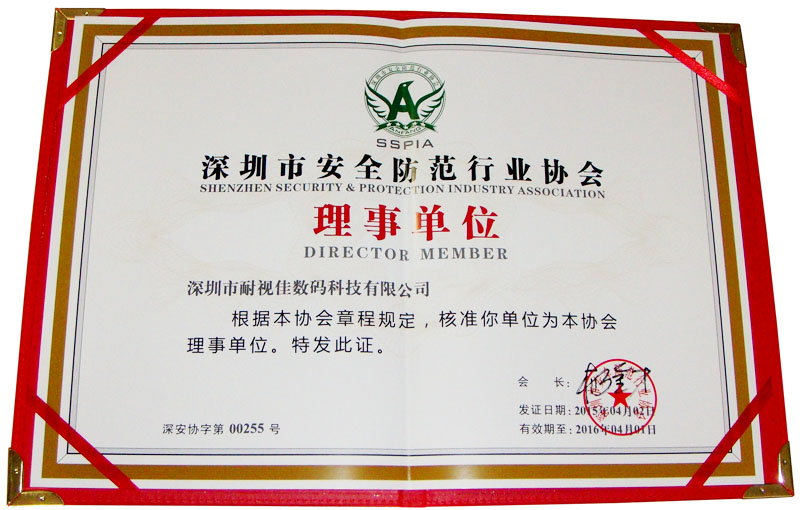 ANFANG
SSPIA
深圳市安全防范行业协会
SHENZHEN SECURITY & PROTECTION INDUSTRY ASSOCIATION
理事单位
DIRECTOR MEMBER
深圳市耐视佳数码科技有限公司
根据本协会章程规定，核准你单位为本协会
理事单位。特发此证。
会 长：
发证日期：2015年04月02日
深安协字第 00255 号
有效期至：2016年04月01日